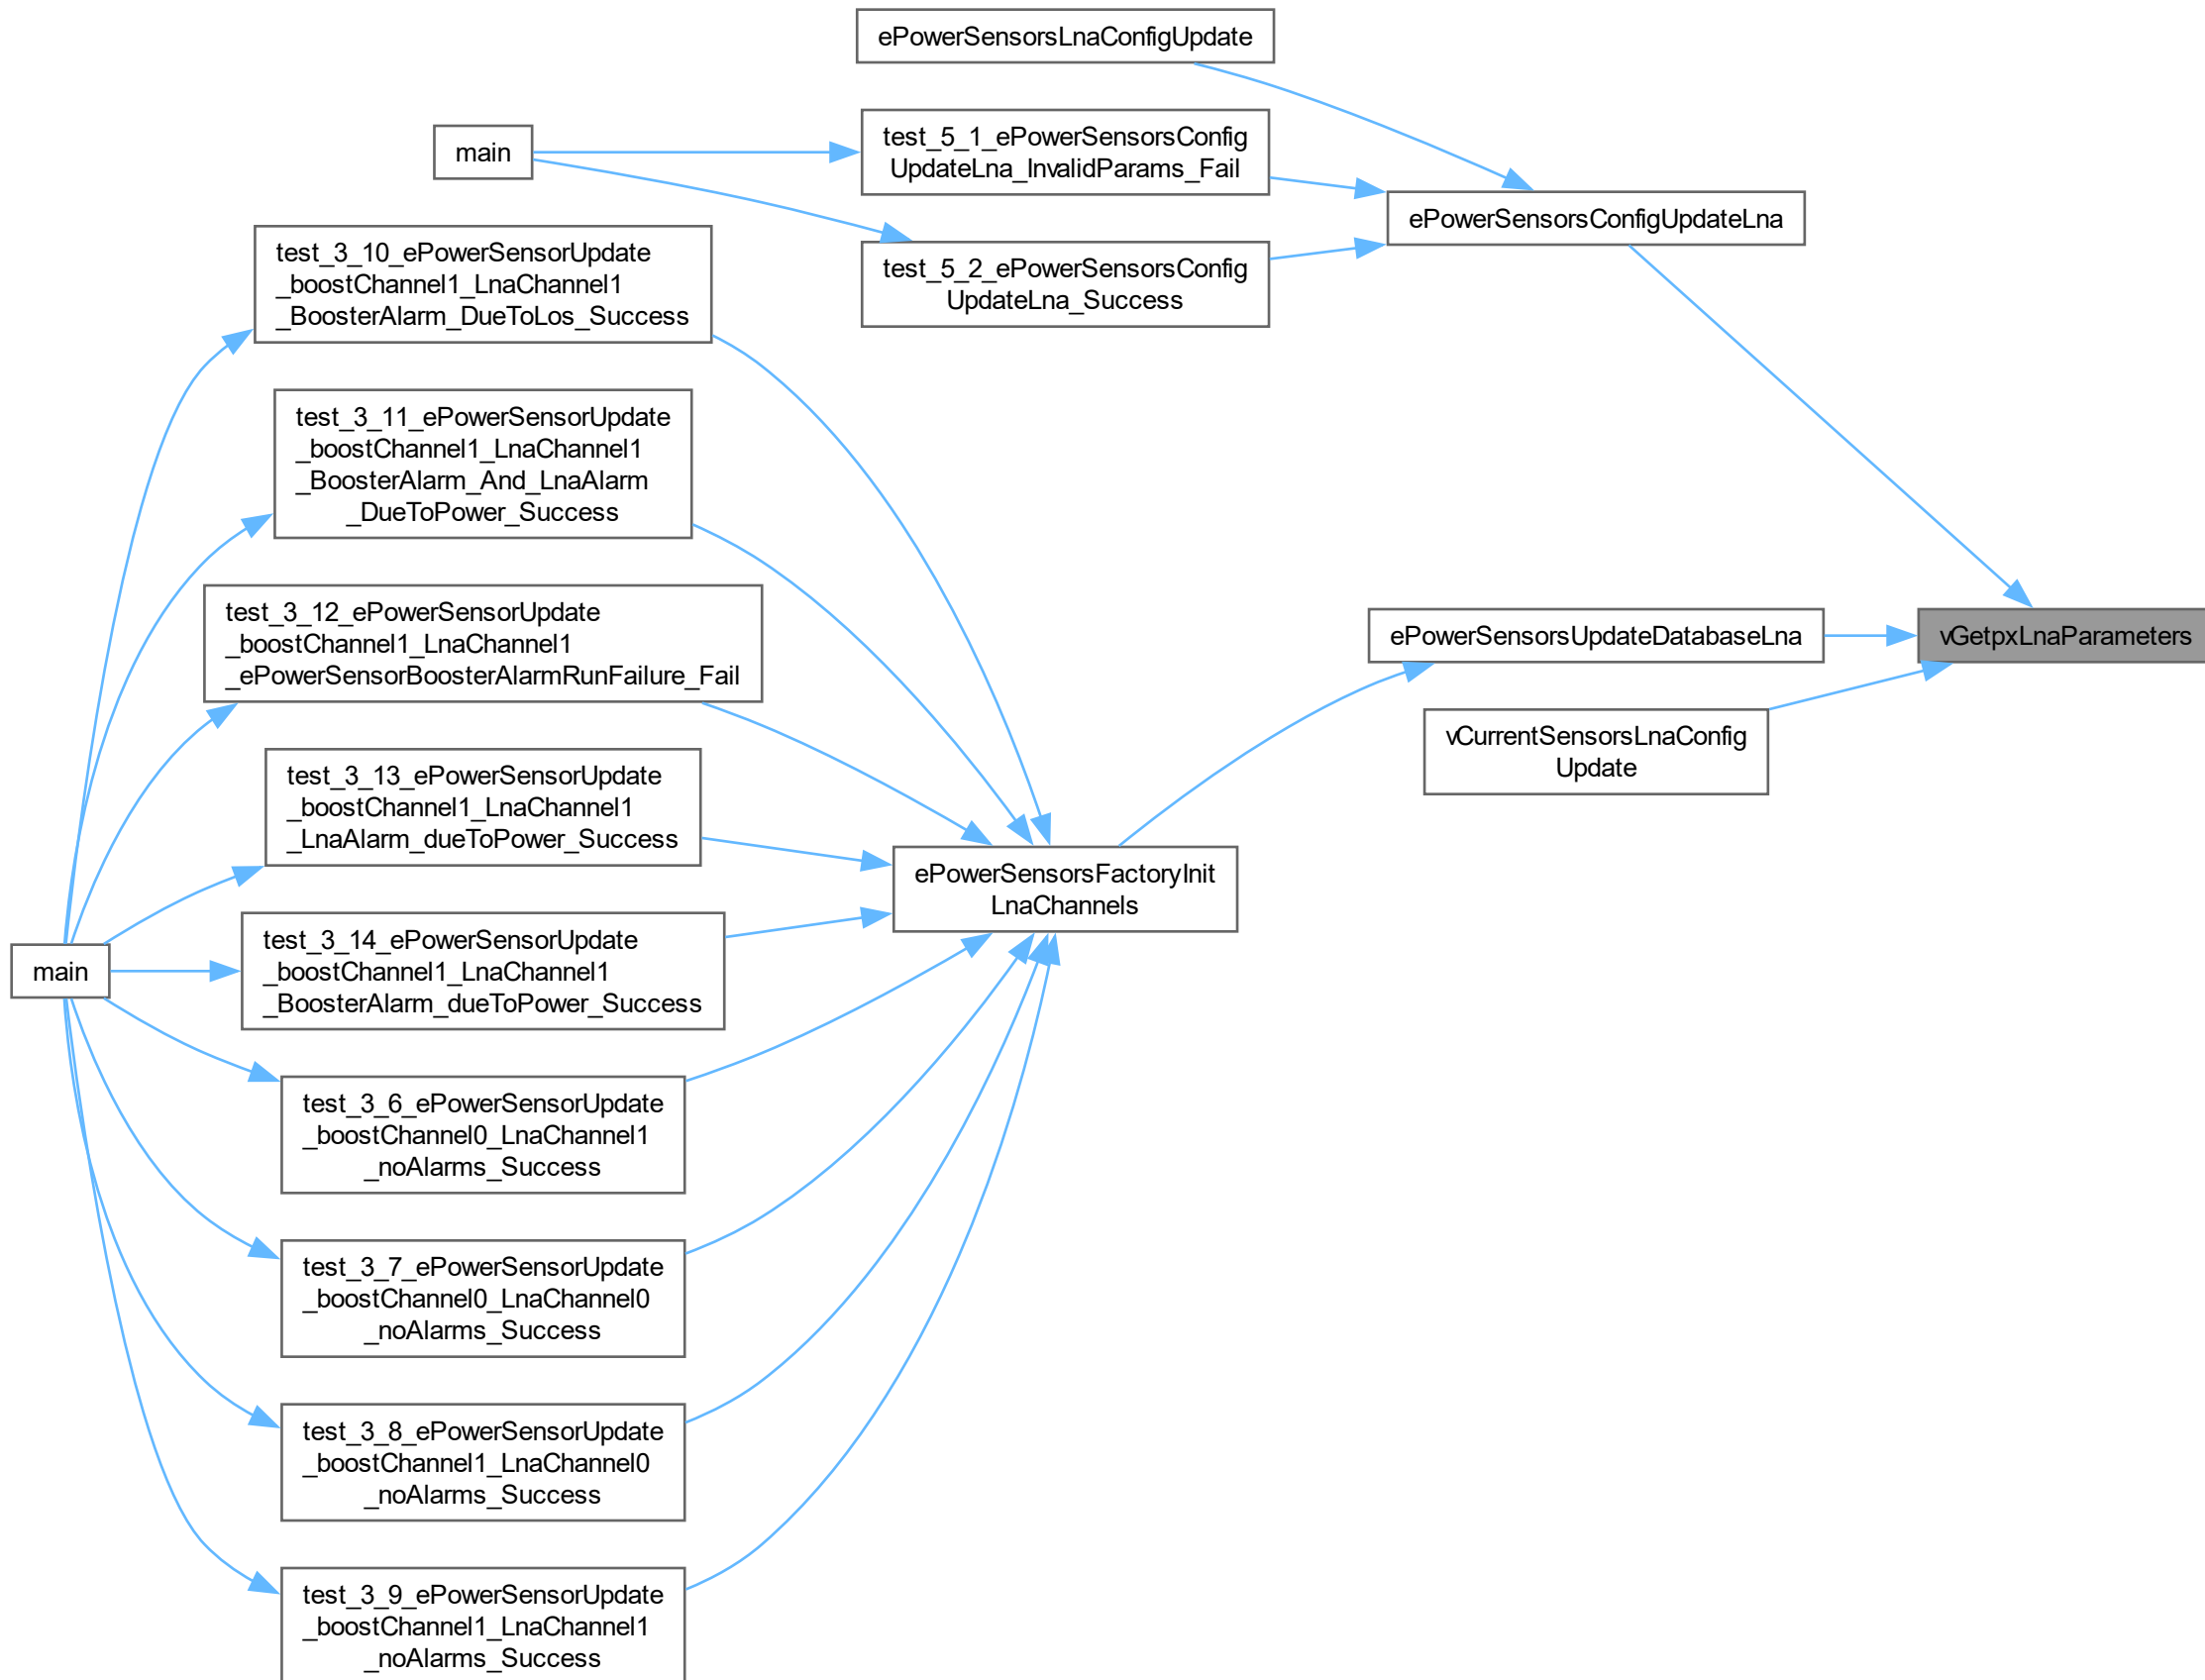 ePowerSensorsLnaConfigUpdate
main
test_5_1_ePowerSensorsConfig
UpdateLna_InvalidParams_Fail
ePowerSensorsConfigUpdateLna
test_5_2_ePowerSensorsConfig
UpdateLna_Success
test_3_10_ePowerSensorUpdate
_boostChannel1_LnaChannel1
_BoosterAlarm_DueToLos_Success
test_3_11_ePowerSensorUpdate
_boostChannel1_LnaChannel1
_BoosterAlarm_And_LnaAlarm
_DueToPower_Success
test_3_12_ePowerSensorUpdate
_boostChannel1_LnaChannel1
_ePowerSensorBoosterAlarmRunFailure_Fail
ePowerSensorsUpdateDatabaseLna
vGetpxLnaParameters
vCurrentSensorsLnaConfig
Update
test_3_13_ePowerSensorUpdate
_boostChannel1_LnaChannel1
_LnaAlarm_dueToPower_Success
ePowerSensorsFactoryInit
LnaChannels
main
test_3_14_ePowerSensorUpdate
_boostChannel1_LnaChannel1
_BoosterAlarm_dueToPower_Success
test_3_6_ePowerSensorUpdate
_boostChannel0_LnaChannel1
_noAlarms_Success
test_3_7_ePowerSensorUpdate
_boostChannel0_LnaChannel0
_noAlarms_Success
test_3_8_ePowerSensorUpdate
_boostChannel1_LnaChannel0
_noAlarms_Success
test_3_9_ePowerSensorUpdate
_boostChannel1_LnaChannel1
_noAlarms_Success